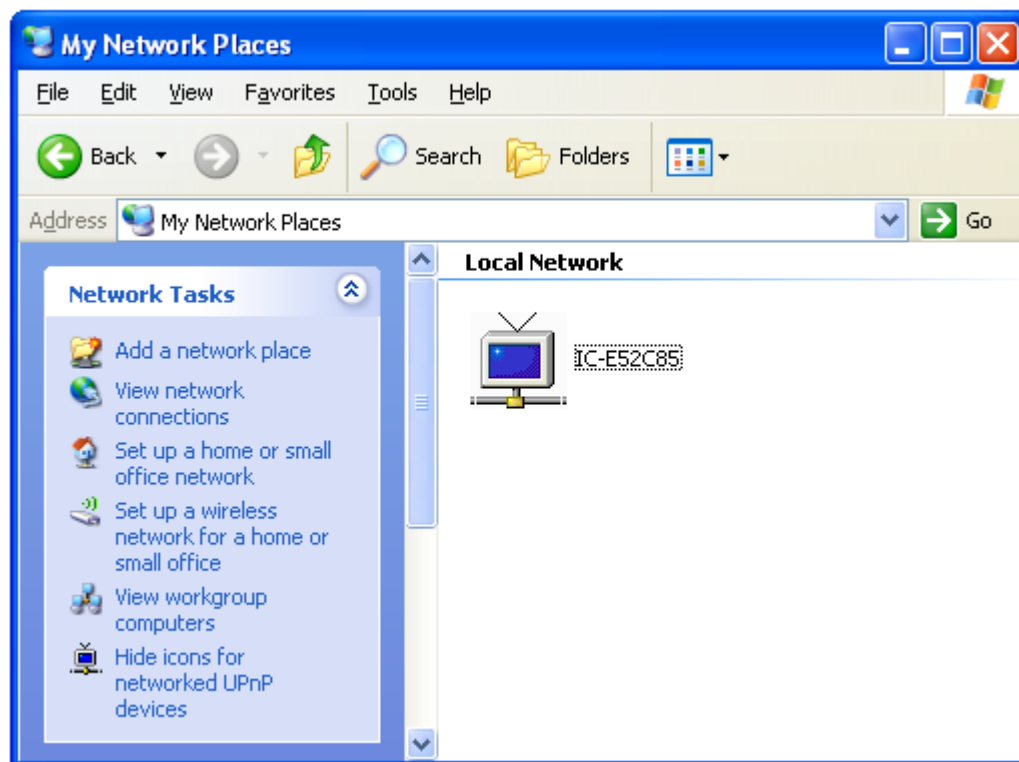 My Network Places
File Edit View Favorites Tools Help
Back Search Folders
Address My Network Places Go
Network Tasks
Add a network place
View network
connections
Set up a home or small
office network
Set up a wireless
network for a home or
small office
View workgroup
computers
Hide icons for
networked UPnP
devices
Local Network
IC-E52C85